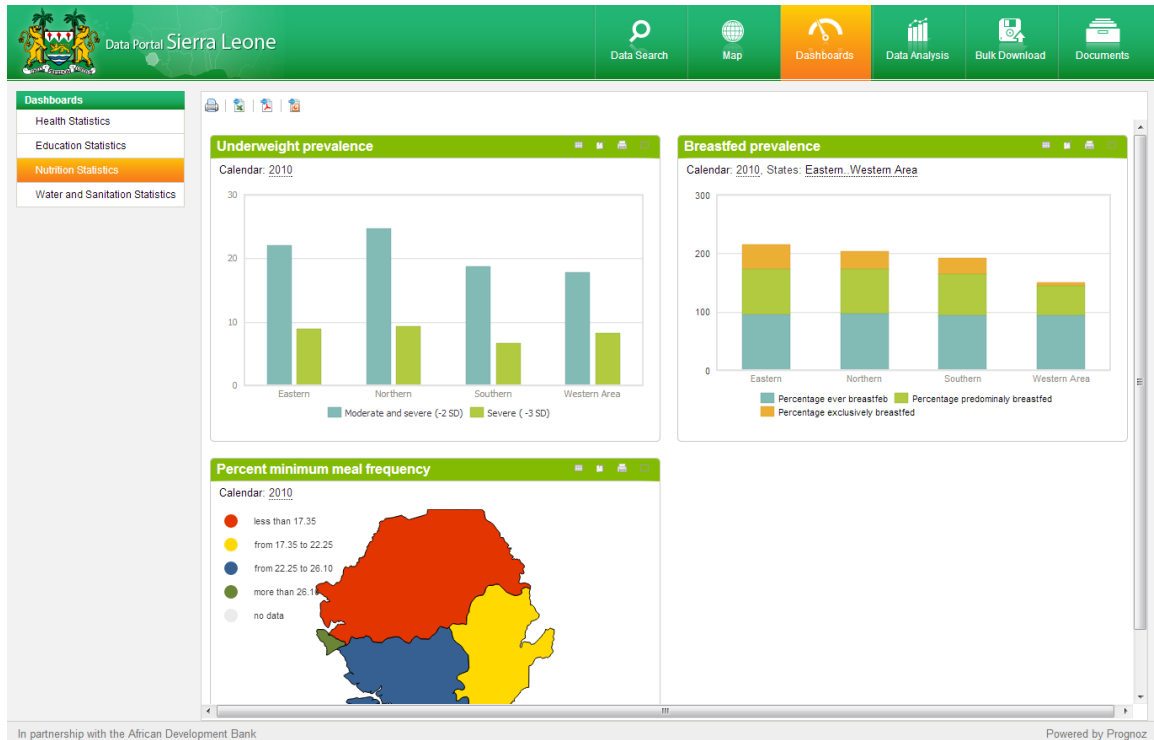 Data Portal Sierra Leone
Data Search
Map
Dashboards
Data Analysis
Bulk Download
Documents
Dashboards
Health Statistics
Education Statistics
Nutrition Statistics
Water and Sanitation Statistics
Underweight prevalence
Calendar: 2010
30
20
10
0
Eastern
Northern
Southern
Western Area
Moderate and severe (-2 SD)
Severe ( -3 SD)
Breastfed prevalence
Calendar: 2010, States: Eastern..Western Area
300
200
100
0
Eastern
Northern
Southern
Western Area
Percentage ever breastfeb
Percentage predominaly breastfed
Percentage exclusively breastfed
Percent minimum meal frequency
Calendar: 2010
less than 17.35
from 17.35 to 22.25
from 22.25 to 26.10
more than 26.10
no data
In partnership with the African Development Bank
Powered by Prognoz